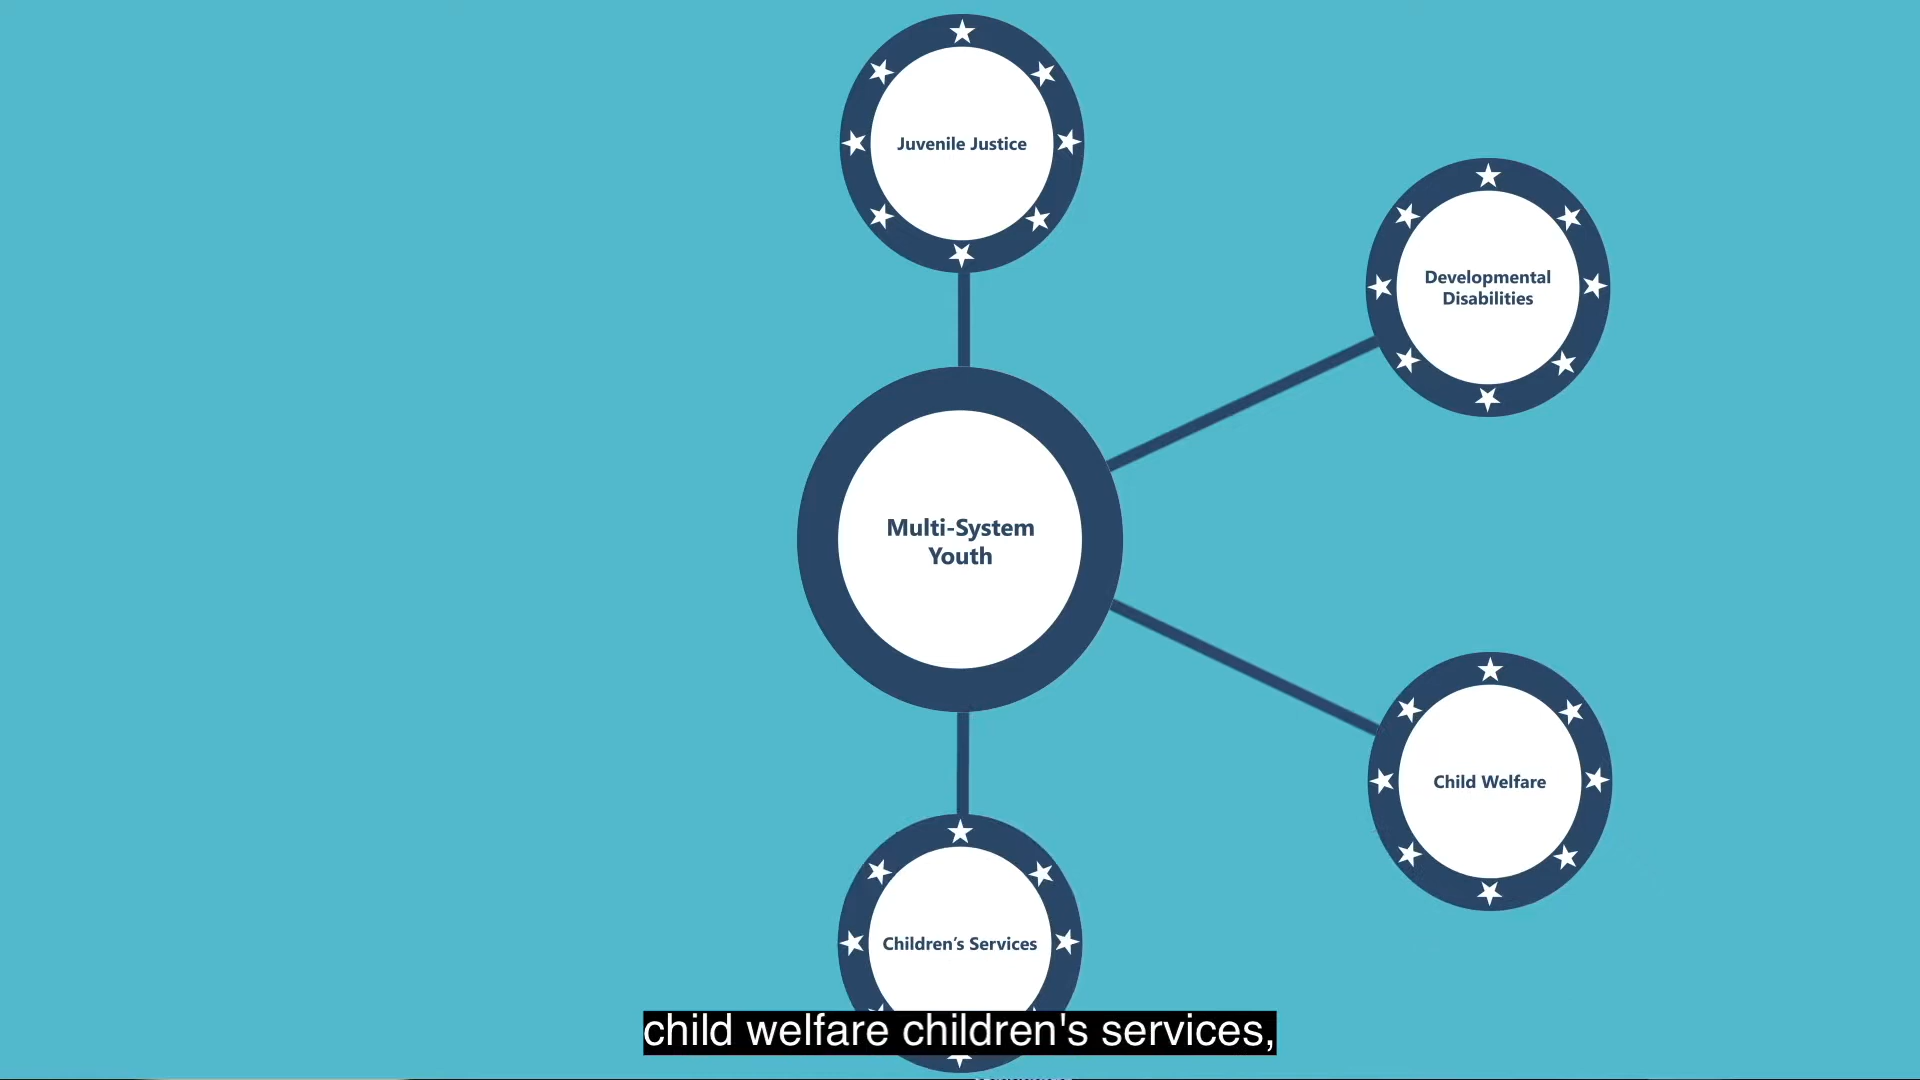 Juvenile Justice
Developmental
Disabilities
Multi-System
Youth
Child Welfare
Children’s Services
child welfare children's services,